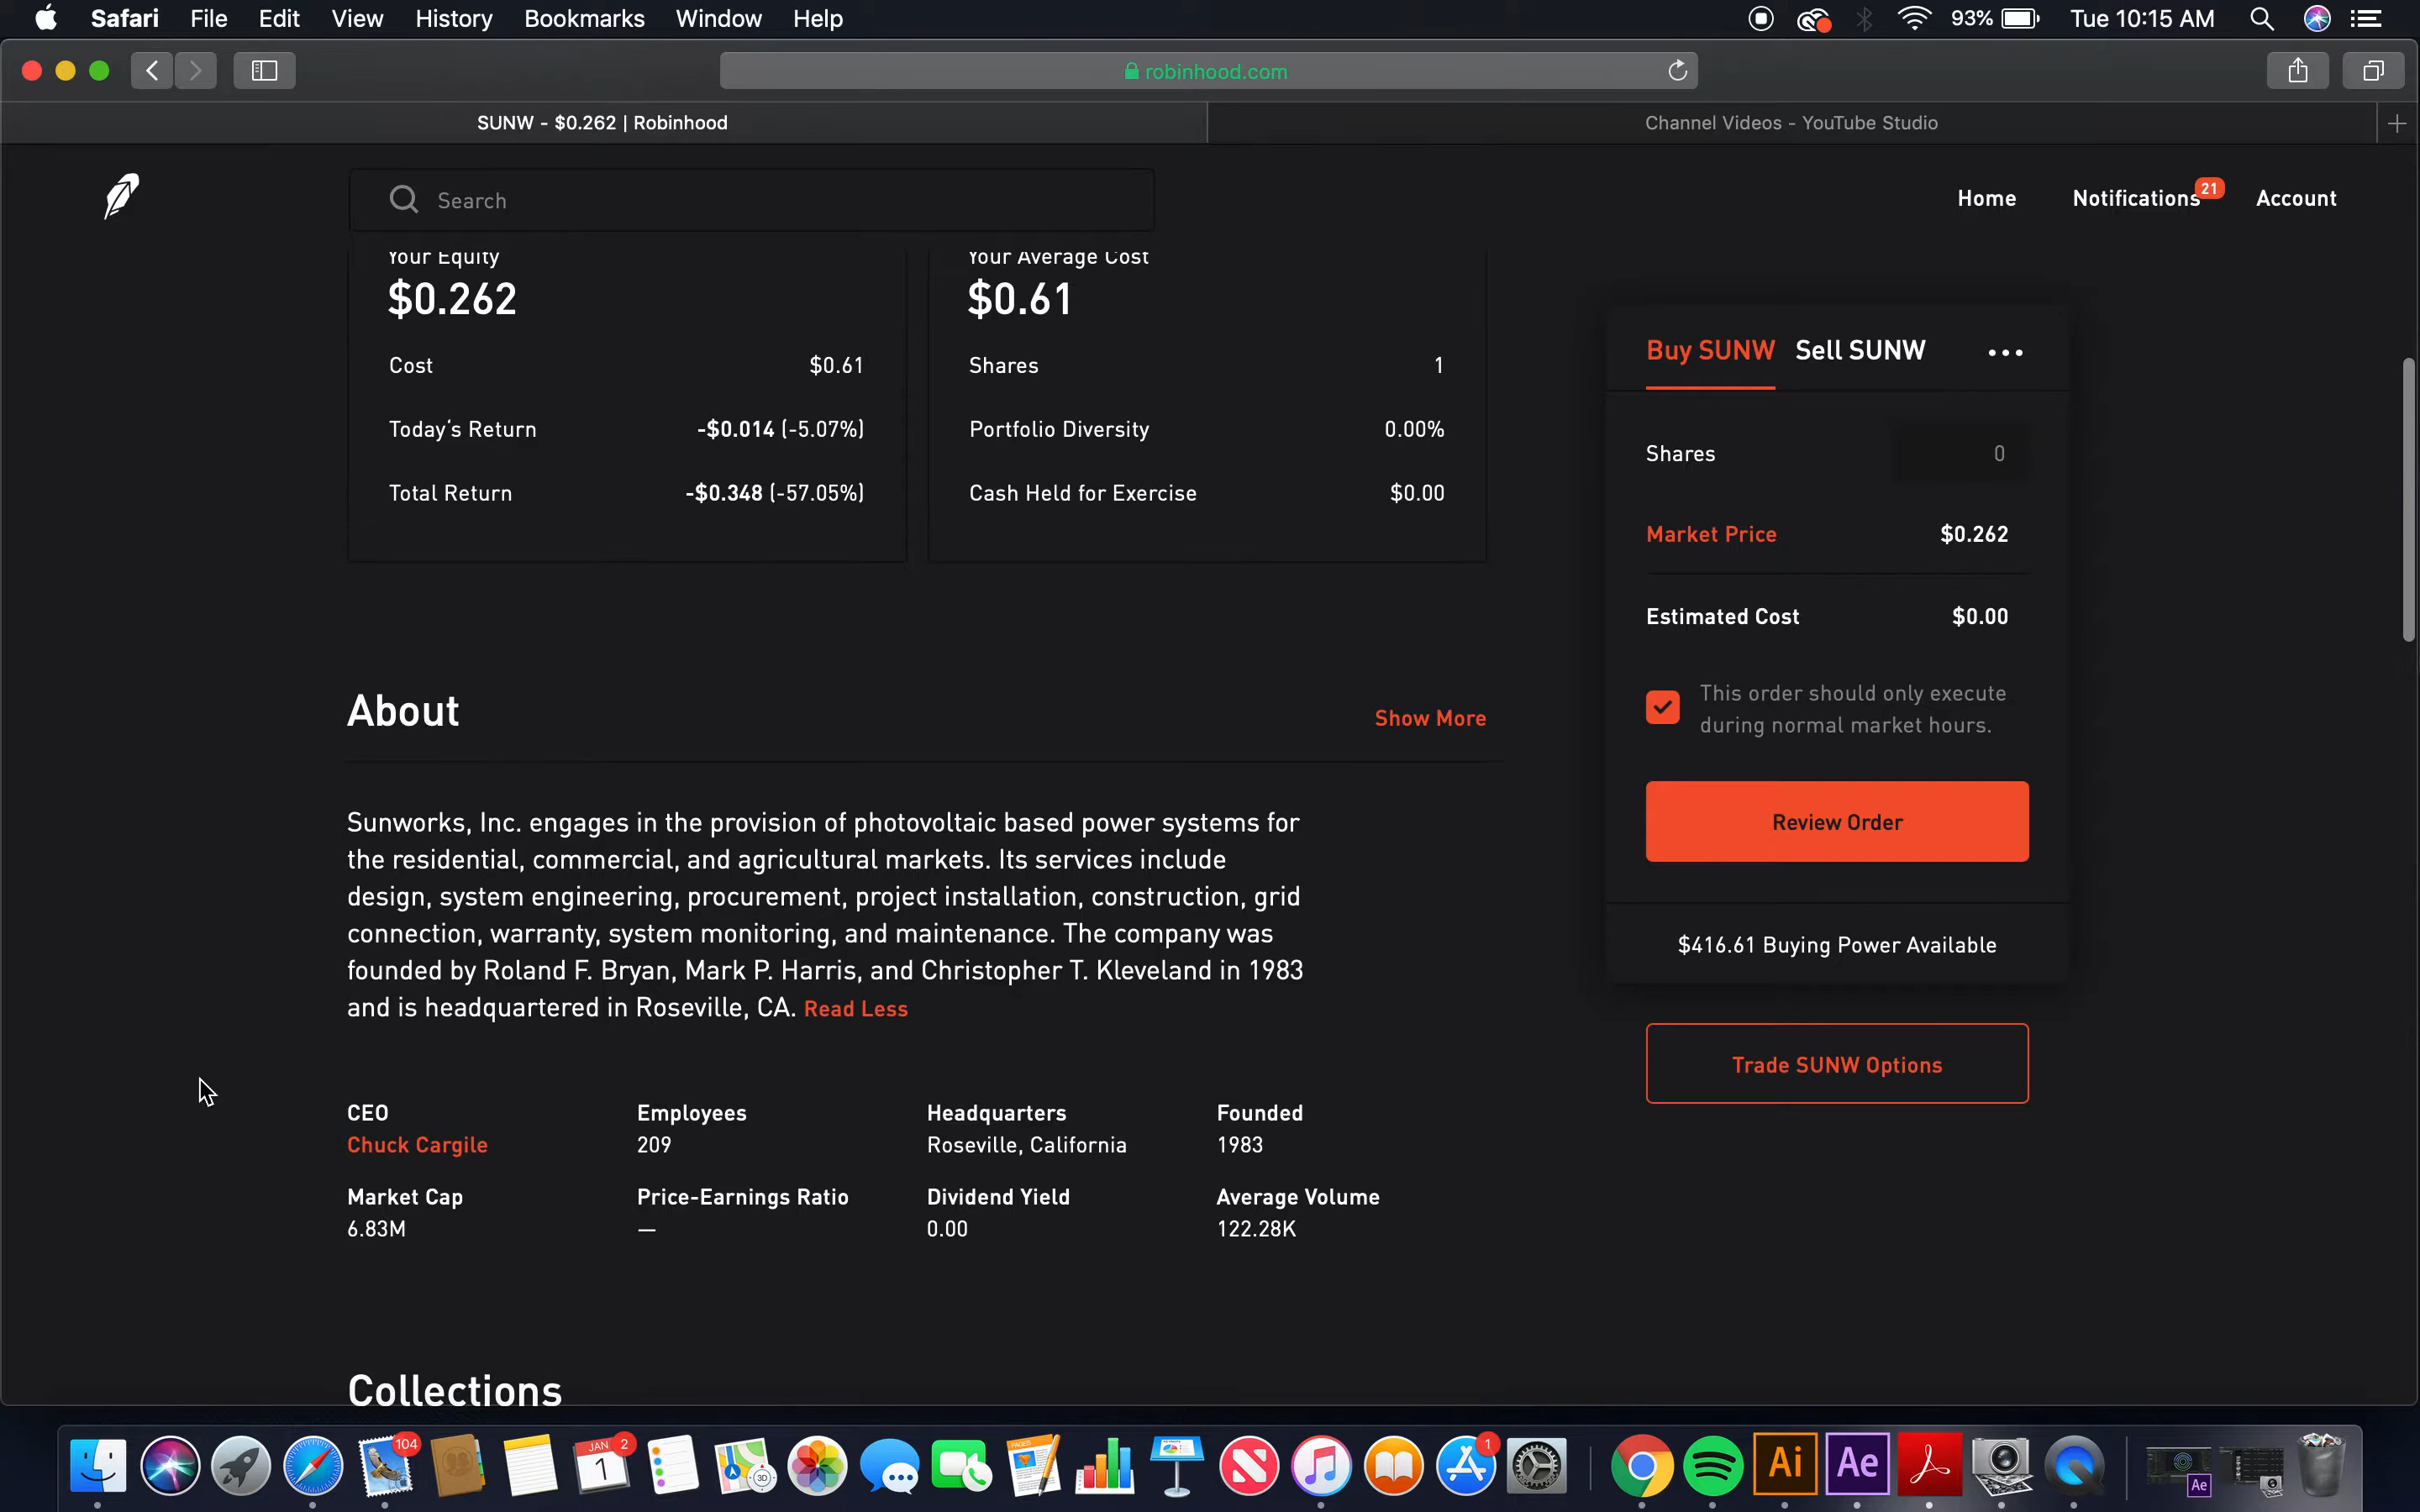 Safari File Edit View History Bookmarks Window Help 93% Tue 10:15 AM
robinhood.com
SUNW - $0.262 | Robinhood
Channel Videos - YouTube Studio
Search
Home Notifications 21 Account
Your Equity
$0.262
Cost $0.61
Today's Return -$0.014 (-5.07%)
Total Return -$0.348 (-57.05%)
Your Average Cost
$0.61
Shares 1
Portfolio Diversity 0.00%
Cash Held for Exercise $0.00
Buy SUNW Sell SUNW
Shares 0
Market Price $0.262
Estimated Cost $0.00
This order should only execute
during normal market hours.
Review Order
$416.61 Buying Power Available
Trade SUNW Options
About
Show More
Sunworks, Inc. engages in the provision of photovoltaic based power systems for
the residential, commercial, and agricultural markets. Its services include
design, system engineering, procurement, project installation, construction, grid
connection, warranty, system monitoring, and maintenance. The company was
founded by Roland F. Bryan, Mark P. Harris, and Christopher T. Kleveland in 1983
and is headquartered in Roseville, CA. Read Less
CEO Employees Headquarters Founded
Chuck Cargile 209 Roseville, California 1983
Market Cap Price-Earnings Ratio Dividend Yield Average Volume
6.83M — 0.00 122.28K
Collections
104
JAN 2
1
3D
PAGES
1
Ai
Ae
Ae